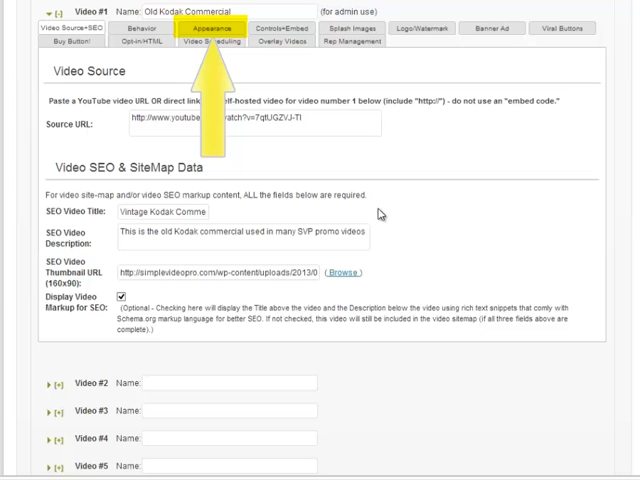 [-] Video #1 Name: Old Kodak Commercial (for admin use)
Video Source+SEO Behavior Appearance Controls+Embed Splash Images Logo/Watermark Banner Ad Viral Buttons
Buy Button! Opt-in/HTML Video Scheduling Overlay Videos Rep Management
Video Source
Paste a YouTube video URL OR direct link elf-hosted video for video number 1 below (include "http://") - do not use an "embed code."
Source URL: http://www.youtube atch?v=7qtUGZVJ-TI
Video SEO & SiteMap Data
For video site-map and/or video SEO markup content, ALL the fields below are required.
SEO Video Title: Vintage Kodak Comme
SEO Video Description: This is the old Kodak commercial used in many SVP promo videos
SEO Video
Thumbnail URL http://simplevideopro.com/wp-content/uploads/2013/0 (Browse)
(160x90):
Display Video
Markup for SEO: (Optional - Checking here will display the Title above the video and the Description below the video using rich text snippets that comly with
Schema.org markup language for better SEO. If not checked, this video will still be included in the video sitemap (if all three fields above are
complete).)
[+] Video #2 Name:
[+] Video #3 Name:
[+] Video #4 Name:
[+] Video #5 Name: